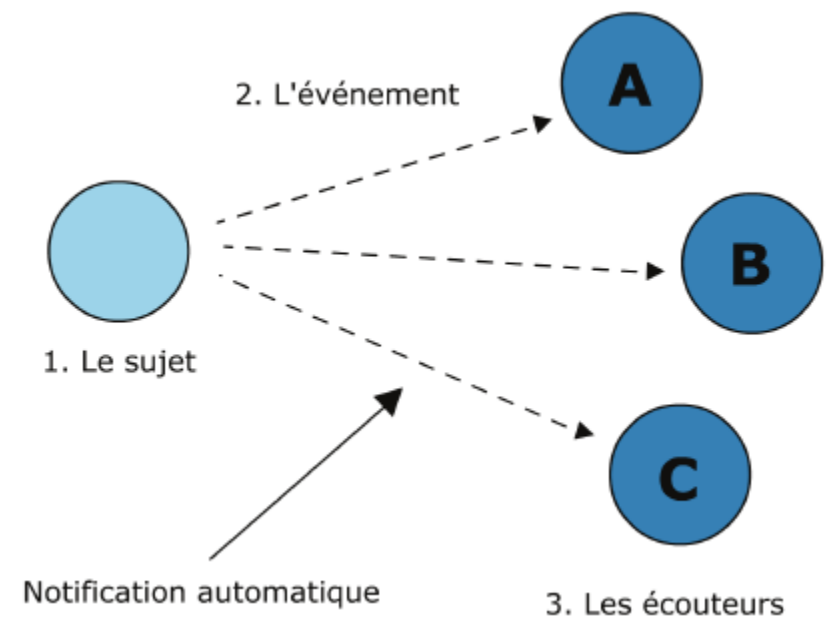 A
2. L'événement
B
1. Le sujet
C
Notification automatique
3. Les écouteurs